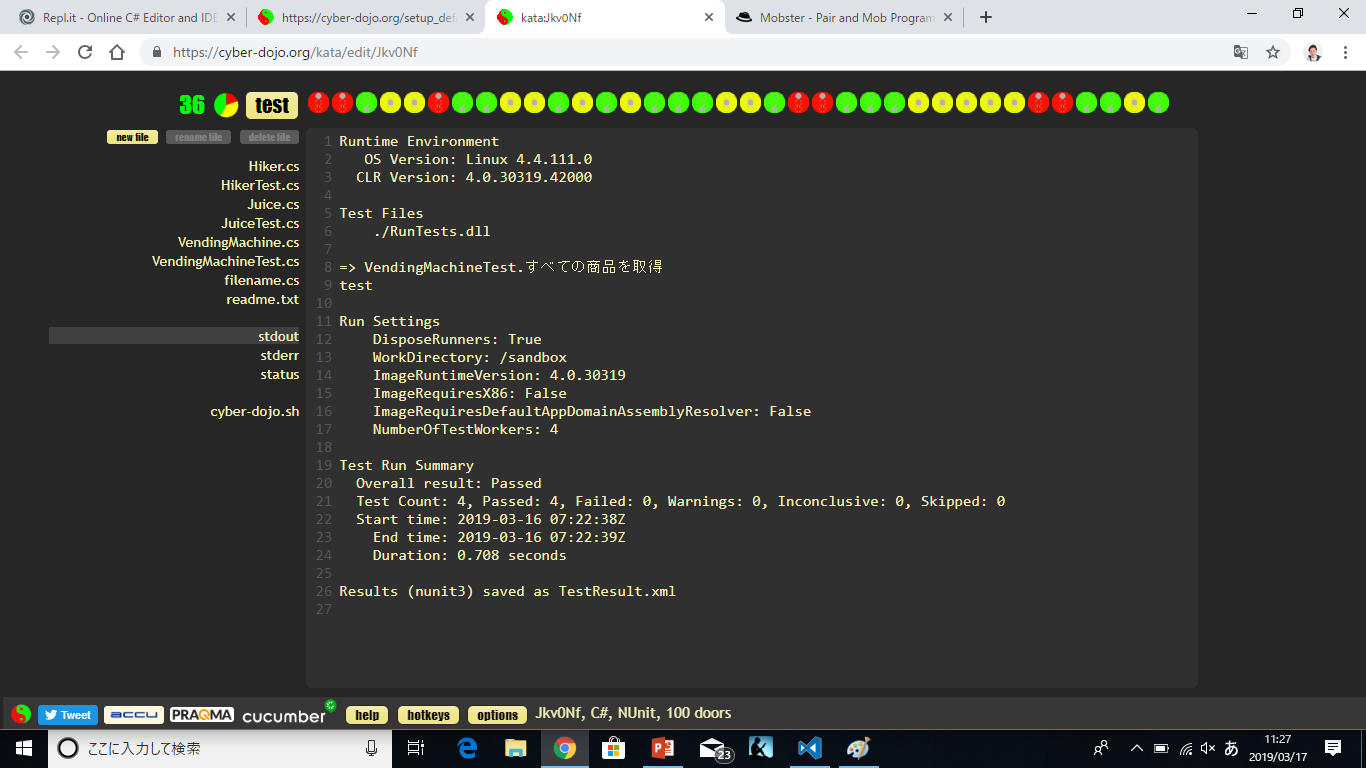 Repl.it - Online C# Editor and IDE
https://cyber-dojo.org/setup_def
kata:Jkv0Nf
Mobster - Pair and Mob Program
https://cyber-dojo.org/kata/edit/Jkv0Nf
36
test
new file
rename file
delete file
Hiker.cs
HikerTest.cs
Juice.cs
JuiceTest.cs
VendingMachine.cs
VendingMachineTest.cs
filename.cs
readme.txt
stdout
stderr
status
cyber-dojo.sh
1 Runtime Environment
2 OS Version: Linux 4.4.111.0
3 CLR Version: 4.0.30319.42000
4
5 Test Files
6 ./RunTests.dll
7
8 => VendingMachineTest.すべての商品を取得
9 test
10
11 Run Settings
12 DisposeRunners: True
13 WorkDirectory: /sandbox
14 ImageRuntimeVersion: 4.0.30319
15 ImageRequiresX86: False
16 ImageRequiresDefaultAppDomainAssemblyResolver: False
17 NumberOfTestWorkers: 4
18
19 Test Run Summary
20 Overall result: Passed
21 Test Count: 4, Passed: 4, Failed: 0, Warnings: 0, Inconclusive: 0, Skipped: 0
22 Start time: 2019-03-16 07:22:38Z
23 End time: 2019-03-16 07:22:39Z
24 Duration: 0.708 seconds
25
26 Results (nunit3) saved as TestResult.xml
27
Tweet
accu
PRAQMA
cucumber
help
hotkeys
options
Jkv0Nf, C#, NUnit, 100 doors
ここに入力して検索
23
あ
11:27
2019/03/17